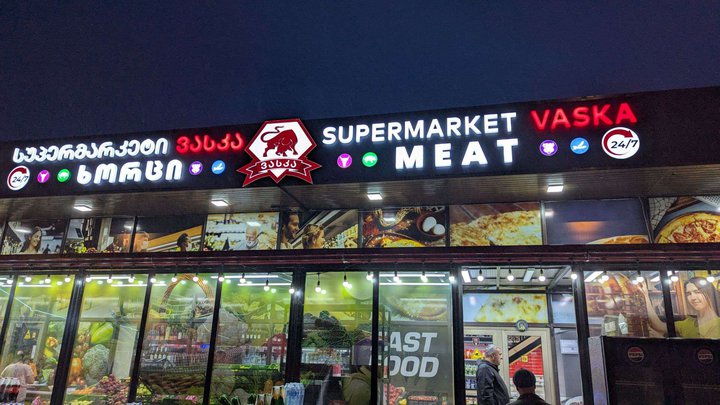 სუპერმარკეტი ვასკა
24/7 ხორცი
ვასკა
SUPERMARKET VASKA
MEAT 24/7
FAST
FOOD